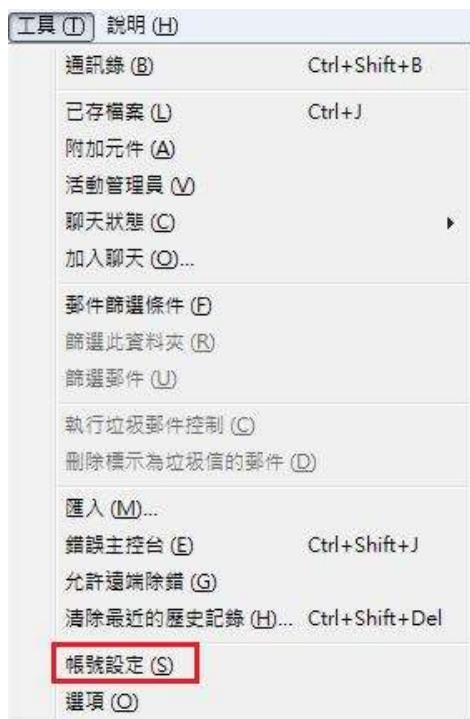 工具(T) 說明(H)
通訊錄(B) Ctrl+Shift+B
已存檔案(L) Ctrl+J
附加元件(A)
活動管理員(V)
聊天狀態(C)
加入聊天(O)...
郵件篩選條件(F)
篩選此資料夾(R)
篩選郵件(U)
執行垃圾郵件控制(C)
刪除標示為垃圾信的郵件(D)
匯入(M)...
錯誤主控台(E) Ctrl+Shift+J
允許遠端除錯(G)
清除最近的歷史記錄(H)... Ctrl+Shift+Del
帳號設定(S)
選項(O)